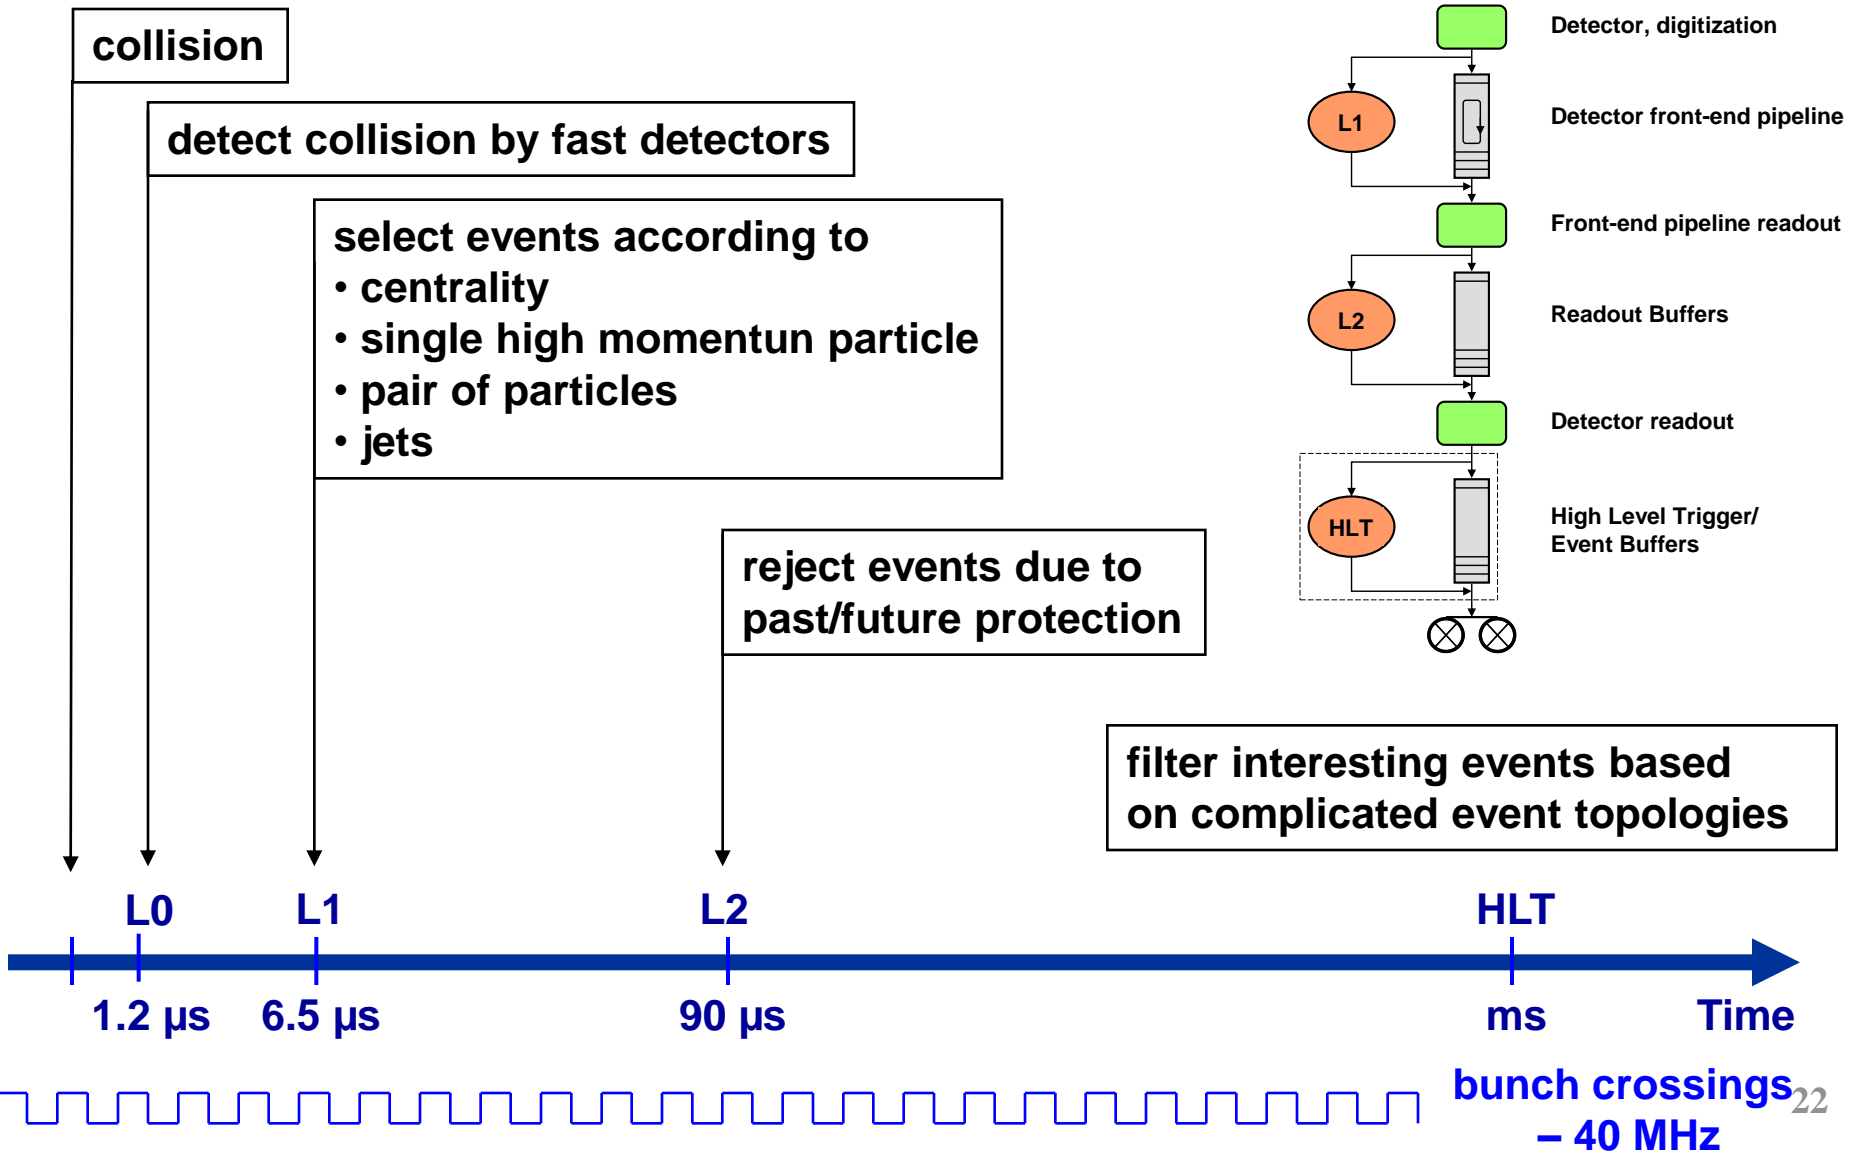 collision
detect collision by fast detectors
select events according to
• centrality
• single high momentun particle
• pair of particles
• jets
reject events due to
past/future protection
filter interesting events based
on complicated event topologies
Detector, digitization
L1
Detector front-end pipeline
Front-end pipeline readout
L2
Readout Buffers
Detector readout
HLT
High Level Trigger/
Event Buffers
L0
L1
L2
HLT
1.2 µs
6.5 µs
90 µs
ms
Time
bunch crossings
– 40 MHz
22